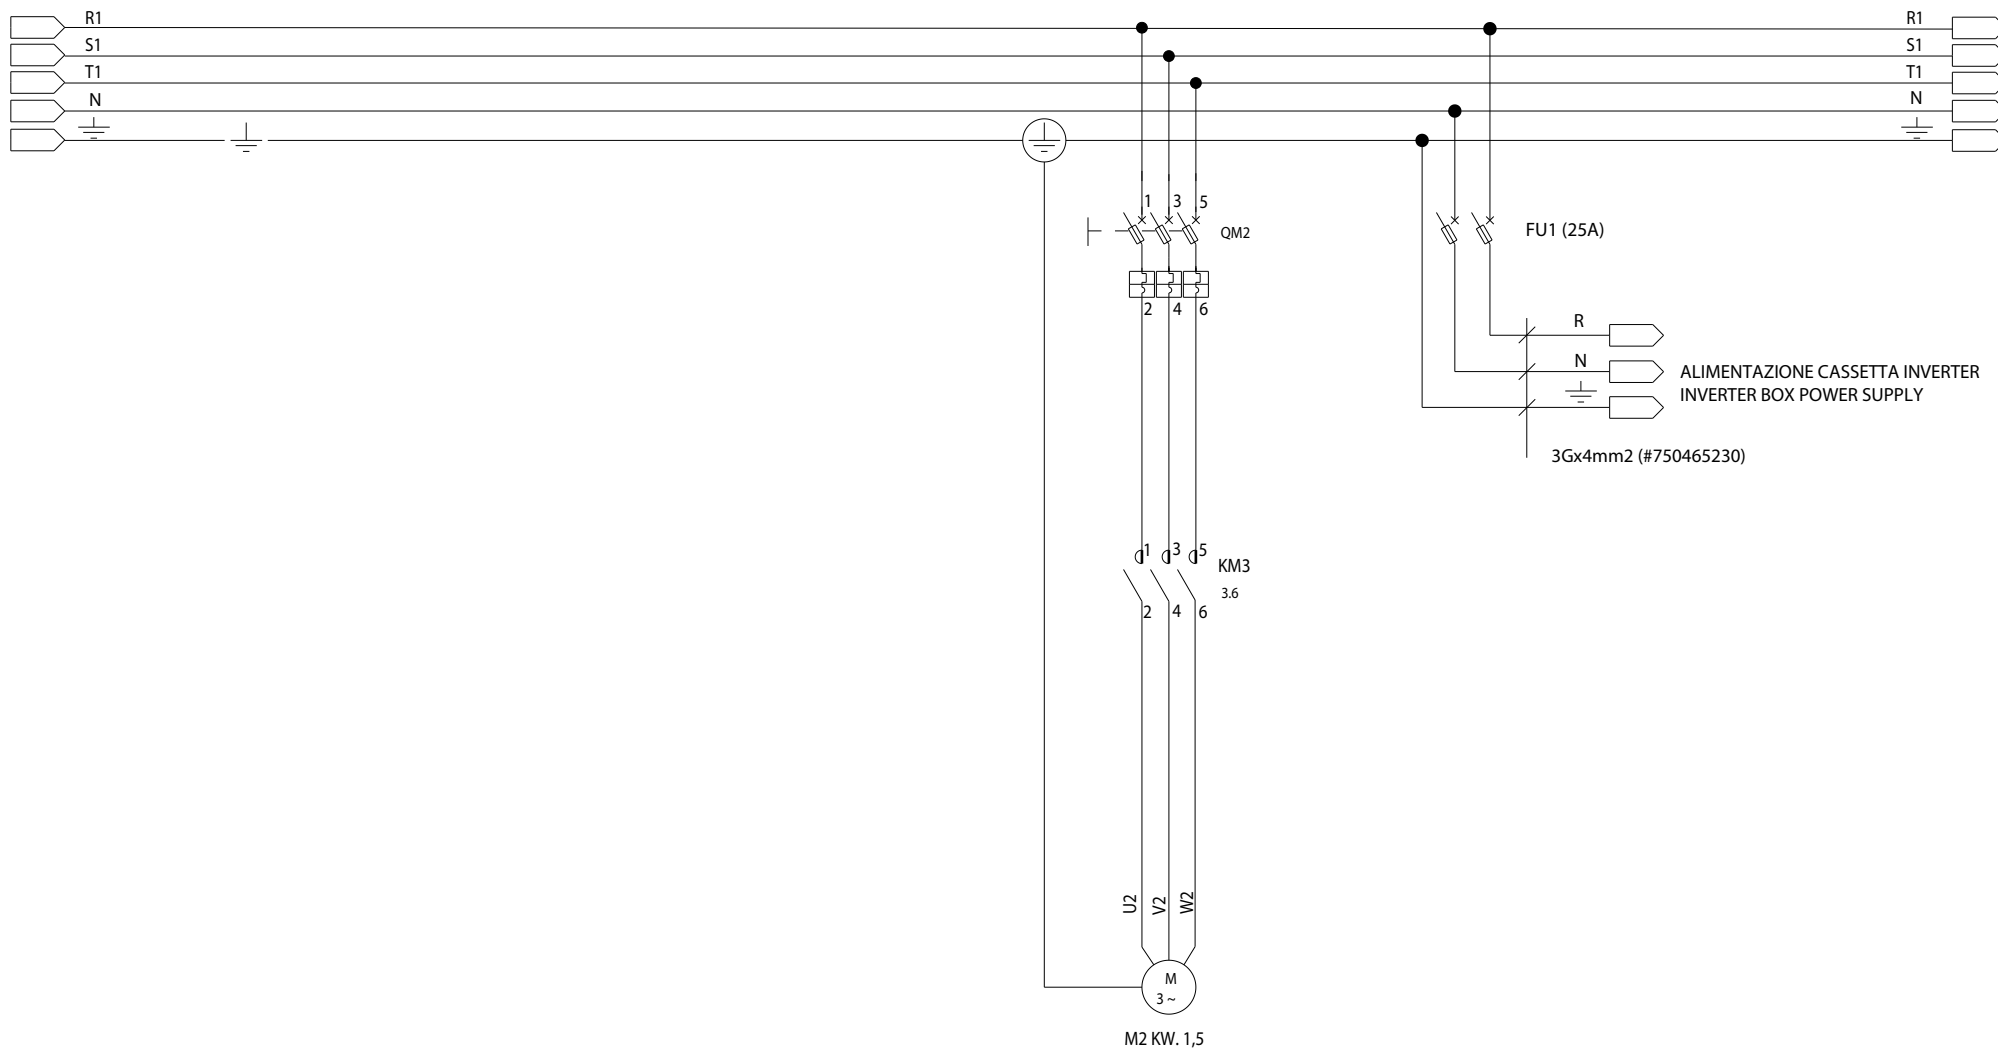 R1 R1
S1 S1
T1 T1
N N
1 3 5
QM2
FU1 (25A)
2 4 6
R
N
ALIMENTAZIONE CASSETTA INVERTER
INVERTER BOX POWER SUPPLY
3Gx4mm2 (#750465230)
1 3 5
KM3
3.6
2 4 6
U2 V2 W2
M
3 ~
M2 KW. 1,5